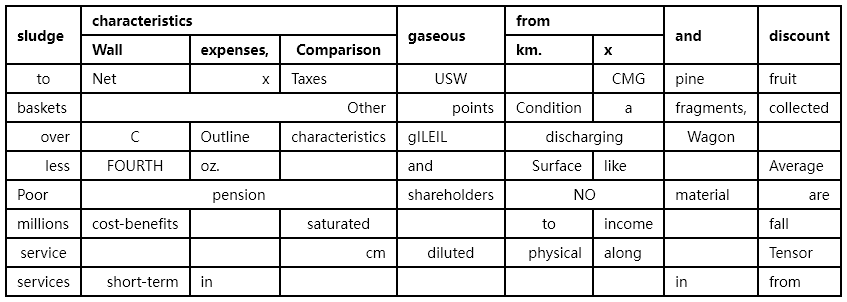 sludge characteristics gaseous from and discount
Wall expenses, Comparison km. x
to Net x Taxes USW CMG pine fruit
baskets Other points Condition a fragments, collected
over C Outline characteristics gILEIL discharging Wagon
less FOURTH oz. and Surface like Average
Poor pension shareholders NO material are
millions cost-benefits saturated to income fall
service cm diluted physical along Tensor
services short-term in in from